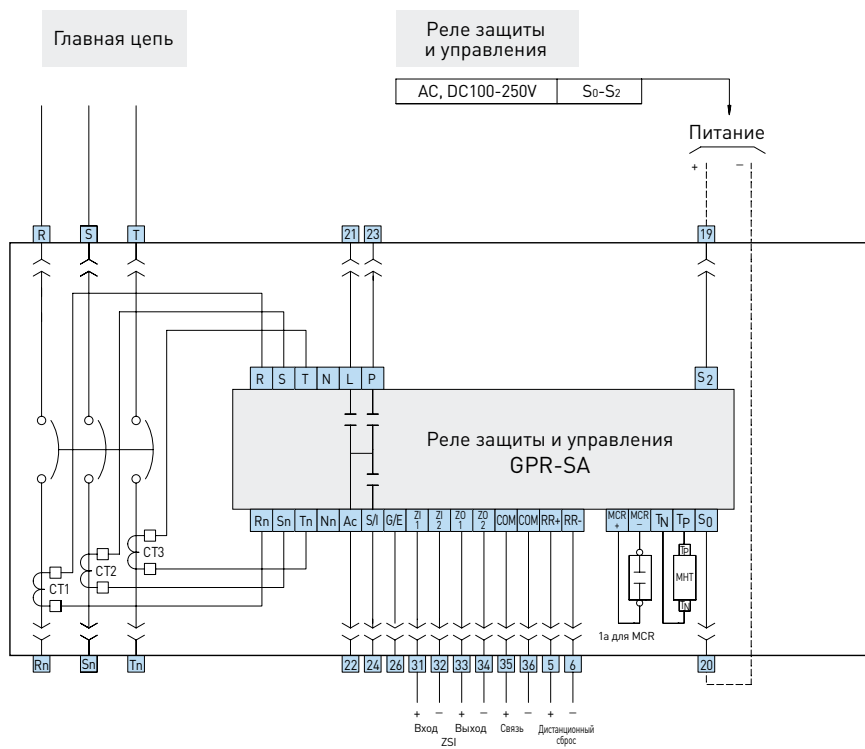 Главная цепь
Реле защиты
и управления
AC, DC100-250V S0-S2
Питание
+ −
R S T 21 23 19
R S T N L P S2
Реле защиты и управления
GPR-SA
Rn Sn Tn Nn Ac S/I G/E ZI 1 ZI 2 ZO 1 ZO 2 COM COM RR+ RR- MCR + MCR − TN TP S0
CT1 CT2 CT3
TP
МНТ
TN
1a для MCR
Rn Sn Tn 22 24 26 31 32 33 34 35 36 5 6 20
+ − + − + − + −
Вход Выход Связь Дистанционный
сброс
ZSI